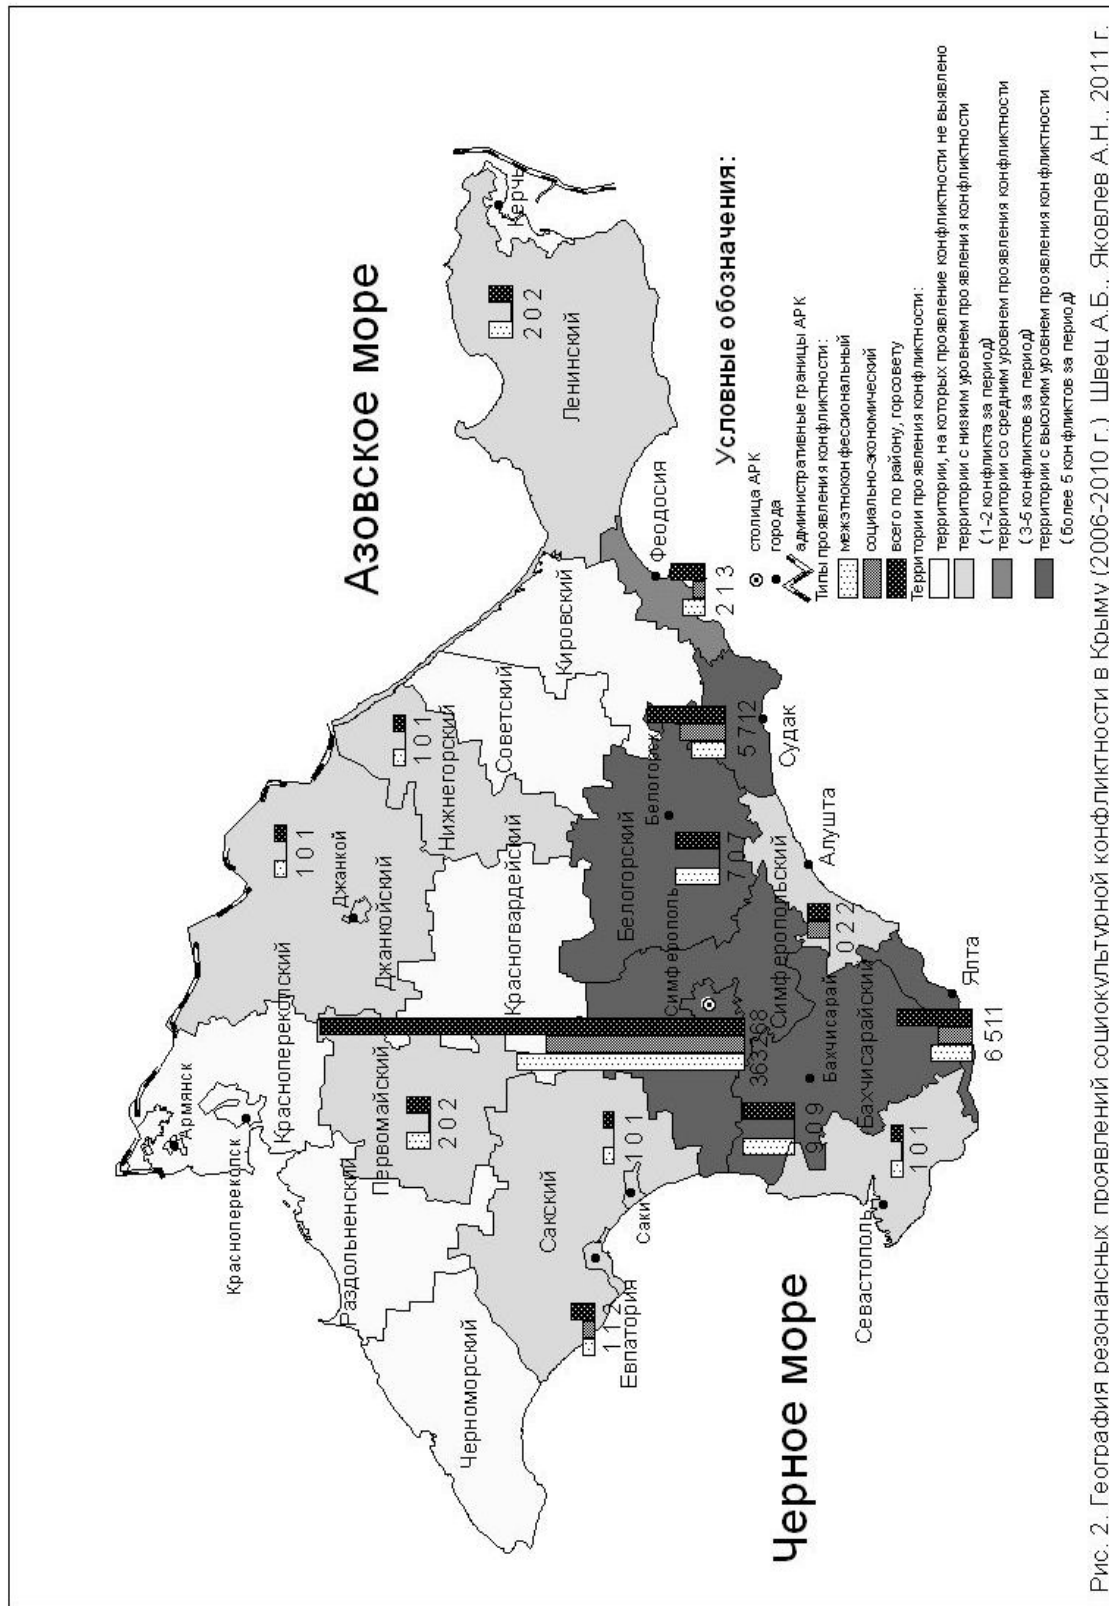 Азовское море
Керчь
2 0 2
Ленинский
Феодосия
2 1 3
Кировский
Советский
1 0 1
Нижнегорский
1 0 1
Джанкой
Джанкойский
Красногвардейский
Красноперекопский
Армянск
Красноперекопск
Раздольненский
Первомайский
2 0 2
Черноморский
Сакский
1 0 1
Саки
1 1 2
Евпатория
Белогорский
Белогорск
5 7 12
Судак
7 0 7
Симферополь
Симферопольский
363268
Алушта
0 2 2
Бахчисарай
Бахчисарайский
9 0 9
Ялта
6 5 11
1 0 1
Севастополь
Черное море
Условные обозначения:
столица АРК
города
административные границы АРК
Типы проявления конфликтности:
межэтноконфессиональный
социально-экономический
всего по району, горсовету
Территории проявления конфликтности:
территории, на которых проявление конфликтности не выявлено
территории с низким уровнем проявления конфликтности
( 1-2 конфликта за период)
территории со средним уровнем проявления конфликтности
( 3-5 конфликтов за период)
территории с высоким уровнем проявления конфликтности
( более 5 конфликтов за период)
Рис. 2. География резонансных проявлений социокультурной конфликтности в Крыму (2006-2010 г.) Швец А.Б., Яковлев А.Н., 2011 г.